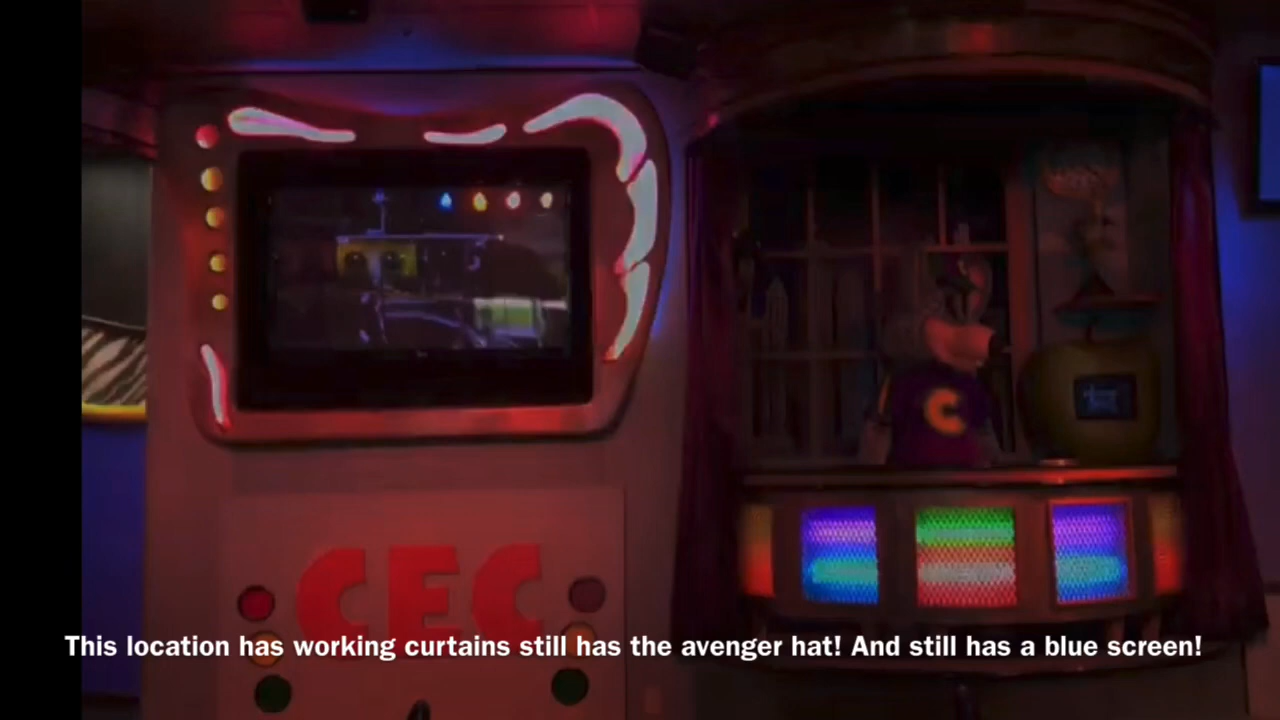 C
CEC
This location has working curtains still has the avenger hat! And still has a blue screen!